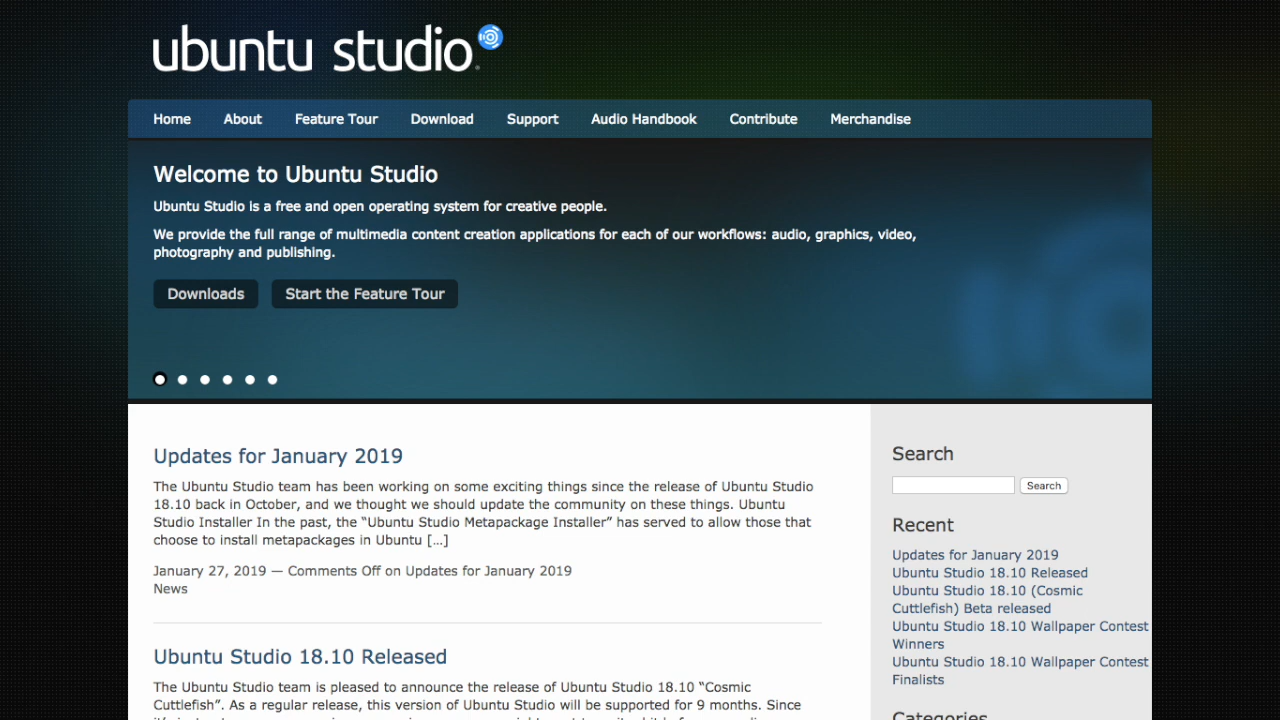 ubuntu studio
Home About Feature Tour Download Support Audio Handbook Contribute Merchandise
Welcome to Ubuntu Studio
Ubuntu Studio is a free and open operating system for creative people.
We provide the full range of multimedia content creation applications for each of our workflows: audio, graphics, video,
photography and publishing.
Downloads Start the Feature Tour
Updates for January 2019
The Ubuntu Studio team has been working on some exciting things since the release of Ubuntu Studio
18.10 back in October, and we thought we should update the community on these things. Ubuntu
Studio Installer In the past, the “Ubuntu Studio Metapackage Installer” has served to allow those that
choose to install metapackages in Ubuntu […]
January 27, 2019 — Comments Off on Updates for January 2019
News
Ubuntu Studio 18.10 Released
The Ubuntu Studio team is pleased to announce the release of Ubuntu Studio 18.10 “Cosmic
Cuttlefish”. As a regular release, this version of Ubuntu Studio will be supported for 9 months. Since
Search
Search
Recent
Updates for January 2019
Ubuntu Studio 18.10 Released
Ubuntu Studio 18.10 (Cosmic
Cuttlefish) Beta released
Ubuntu Studio 18.10 Wallpaper Contest
Winners
Ubuntu Studio 18.10 Wallpaper Contest
Finalists
Categories